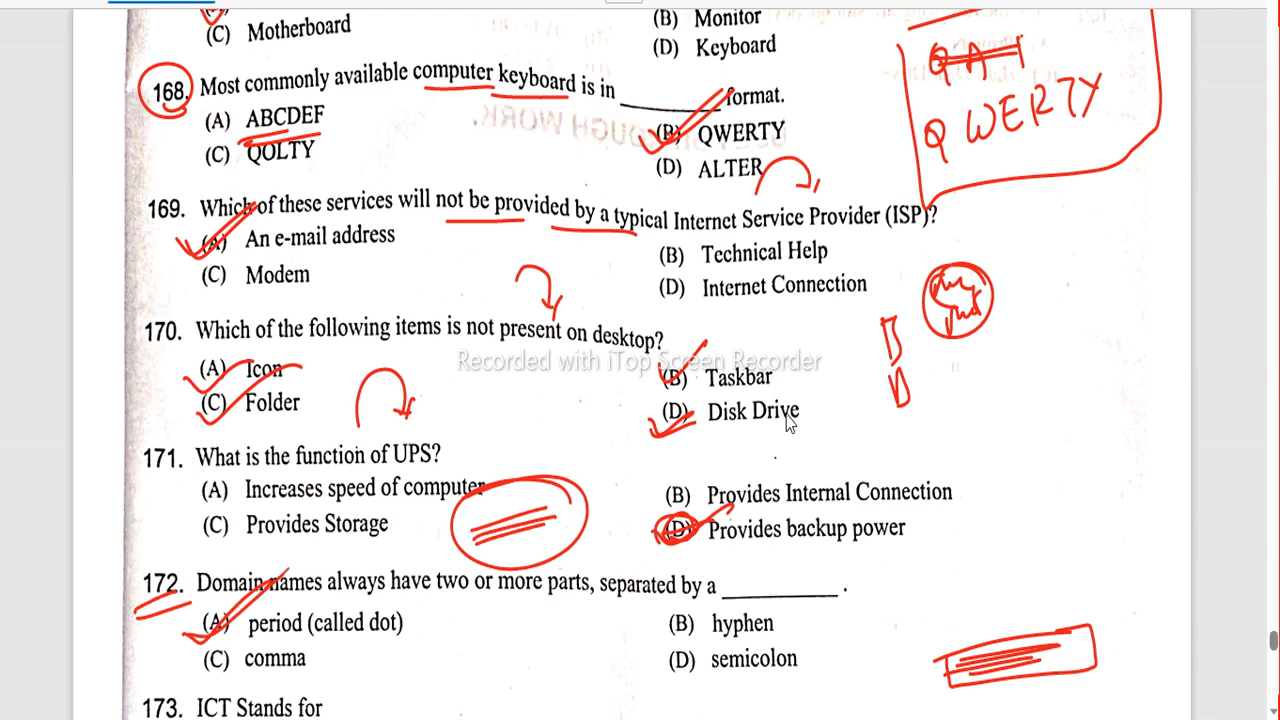 (C) Motherboard (B) Monitor
(D) Keyboard
168. Most commonly available computer keyboard is in ________ format.
(A) ABCDEF (B) QWERTY
(C) QOLTY (D) ALTER
QWERTY
169. Which of these services will not be provided by a typical Internet Service Provider (ISP)?
(A) An e-mail address (B) Technical Help
(C) Modem (D) Internet Connection
170. Which of the following items is not present on desktop?
Recorded with iTop Screen Recorder
(A) Icon (B) Taskbar
(C) Folder (D) Disk Drive
171. What is the function of UPS?
(A) Increases speed of computer (B) Provides Internal Connection
(C) Provides Storage (D) Provides backup power
172. Domain names always have two or more parts, separated by a ________ .
(A) period (called dot) (B) hyphen
(C) comma (D) semicolon
173. ICT Stands for